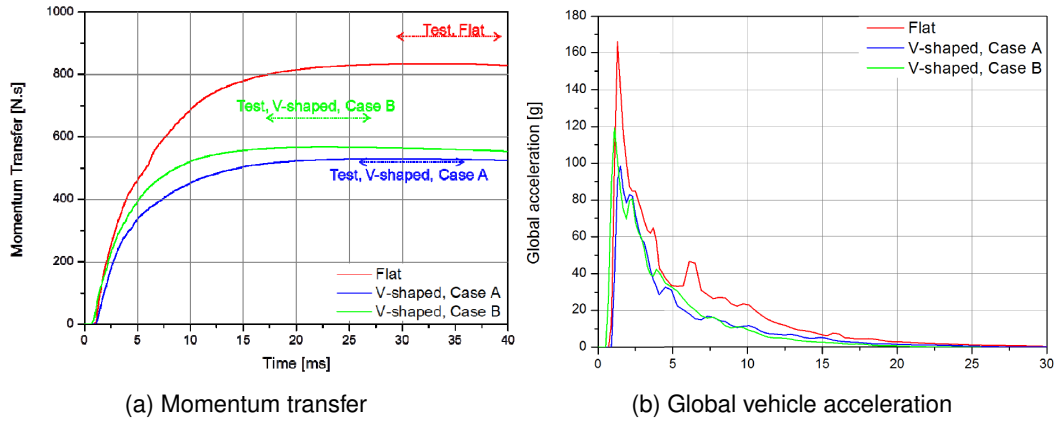 1000
800
600
400
200
0
Momentum Transfer [N.s]
Test, Flat
Test, V-shaped, Case B
Test, V-shaped, Case A
Flat
V-shaped, Case A
V-shaped, Case B
0 5 10 15 20 25 30 35 40
Time [ms]
(a) Momentum transfer
180
160
140
120
100
80
60
40
20
0
Global acceleration [g]
Flat
V-shaped, Case A
V-shaped, Case B
0 5 10 15 20 25 30
(b) Global vehicle acceleration